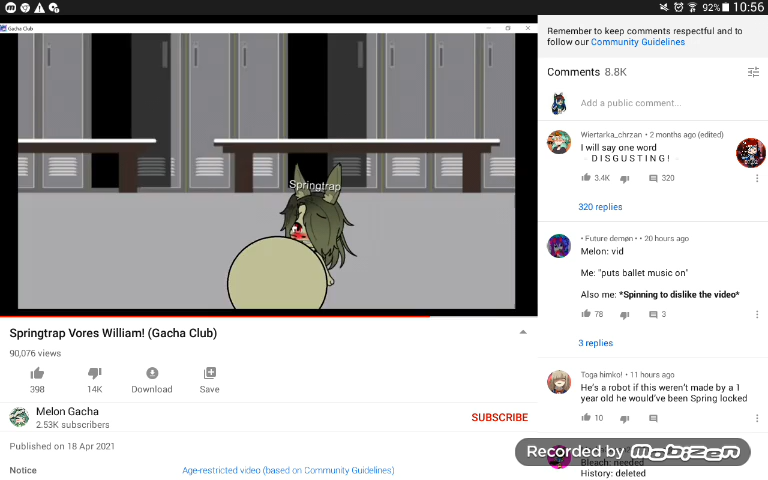 92% 10:56
Gacha Club
Springtrap
Springtrap Vores William! (Gacha Club)
90,076 views
398
14K
Download
Save
Melon Gacha
2.53K subscribers
SUBSCRIBE
Published on 18 Apr 2021
Notice
Age-restricted video (based on Community Guidelines)
Remember to keep comments respectful and to
follow our Community Guidelines
Comments 8.8K
Add a public comment...
Wiertarka_chrzan • 2 months ago (edited)
I will say one word
- D I S G U S T I N G ! -
3.4K
320
320 replies
• Future demøn • • 20 hours ago
Melon: vid
Me: "puts ballet music on"
Also me: *Spinning to dislike the video*
78
3
3 replies
Toga himko! • 11 hours ago
He's a robot if this weren't made by a 1
year old he would've been Spring locked
10
Recorded by mobizen
Bleach: needed
History: deleted